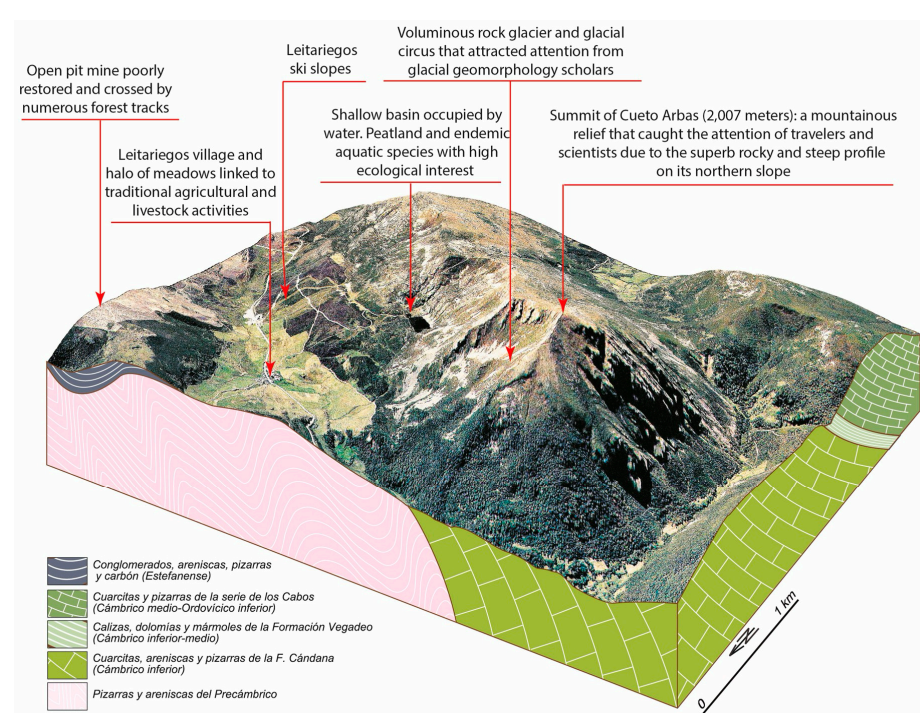 Voluminous rock glacier and glacial
circus that attracted attention from
glacial geomorphology scholars
Leitariegos
ski slopes
Open pit mine poorly
restored and crossed by
numerous forest tracks
Shallow basin occupied by
water. Peatland and endemic
aquatic species with high
ecological interest
Summit of Cueto Arbas (2,007 meters): a mountainous
relief that caught the attention of travelers and
scientists due to the superb rocky and steep profile
on its northern slope
Leitariegos village and
halo of meadows linked to
traditional agricultural and
livestock activities
Conglomerados, areniscas, pizarras
y carbón (Estefanense)
Cuarcitas y pizarras de la serie de los Cabos
(Cámbrico medio-Ordovícico inferior)
Calizas, dolomías y mármoles de la Formación Vegadeo
(Cámbrico inferior-medio)
Cuarcitas, areniscas y pizarras de la F. Cándana
(Cámbrico inferior)
Pizarras y areniscas del Precámbrico
0
1 km